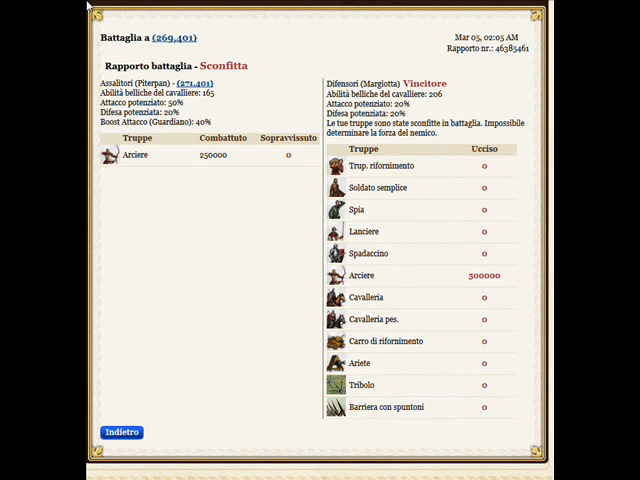 Battaglia a (269,401)
Mar 05, 02:05 AM
Rapporto nr.: 46385461
Rapporto battaglia - Sconfitta
Assalitori (Piterpan) - (271,401)
Abilità belliche del cavalliere: 165
Attacco potenziato: 50%
Difesa potenziata: 20%
Boost Attacco (Guardiano): 40%
Truppe Combattuto Sopravvissuto
Arciere 250000 0
Difensori (Margiotta) Vincitore
Abilità belliche del cavalliere: 206
Attacco potenziato: 20%
Difesa potenziata: 20%
Le tue truppe sono state sconfitte in battaglia. Impossibile
determinare la forza del nemico.
Truppe Ucciso
Trup. rifornimento 0
Soldato semplice 0
Spia 0
Lanciere 0
Spadaccino 0
Arciere 500000
Cavalleria 0
Cavalleria pes. 0
Carro di rifornimento 0
Ariete 0
Tribolo 0
Barriera con spuntoni 0
Indietro